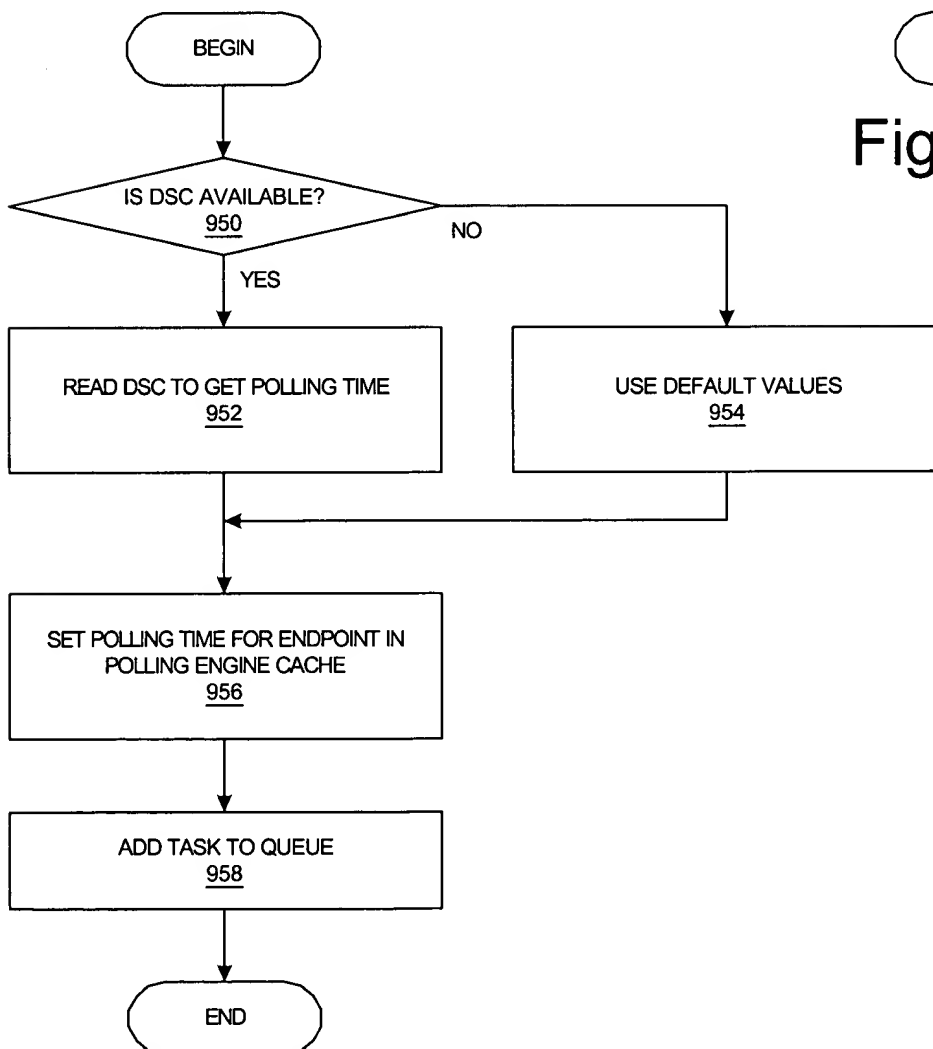 BEGIN
Fig
IS DSC AVAILABLE?
950
NO
YES
READ DSC TO GET POLLING TIME
952
USE DEFAULT VALUES
954
SET POLLING TIME FOR ENDPOINT IN
POLLING ENGINE CACHE
956
ADD TASK TO QUEUE
958
END